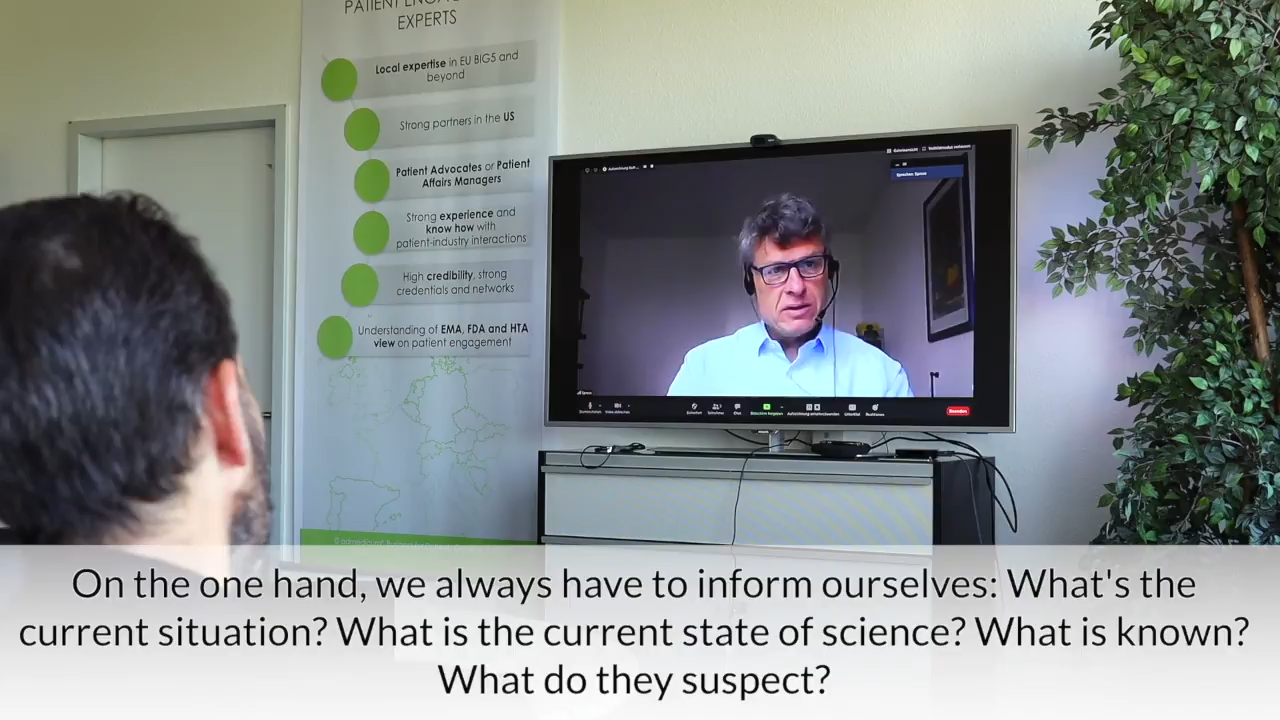 PATIENT
EXPERTS
Local expertise in EU BIG5 and
beyond
Strong partners in the US
Patient Advocates or Patient
Affairs Managers
Strong experience and
know how with
patient-industry interactions
High credibility, strong
credentials and networks
Understanding of EMA, FDA and HTA
view on patient engagement
On the one hand, we always have to inform ourselves: What's the
current situation? What is the current state of science? What is known?
What do they suspect?